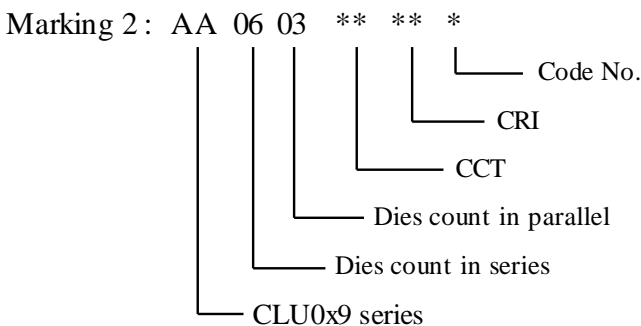 Marking 2 : AA 06 03 ** ** *
Code No.
CRI
CCT
Dies count in parallel
Dies count in series
CLU0x9 series